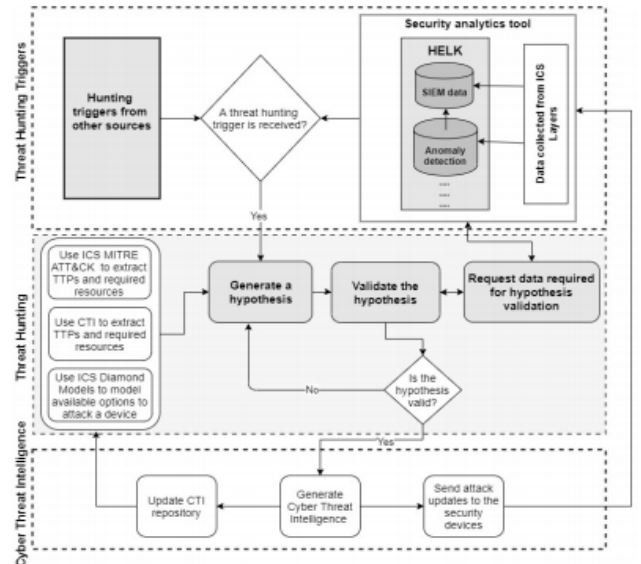 Threat Hunting Triggers
Security analytics tool
HELK
SIEM data
Anomaly
detection
....
....
....
Data collected from ICS
Layers
Hunting
triggers from
other sources
A threat hunting
trigger is received?
Yes
Threat Hunting
Use ICS MITRE
ATT&CK to extract
TTPs and required
resources
Use CTI to extract
TTPs and required
resources
Use ICS Diamond
Models to model
available options to
attack a device
Generate a
hypothesis
Validate the
hypothesis
Request data required
for hypothesis
validation
No
Is the
hypothesis
valid?
Yes
Cyber Threat Intelligence
Update CTI
repository
Generate
Cyber Threat
Intelligence
Send attack
updates to the
security
devices